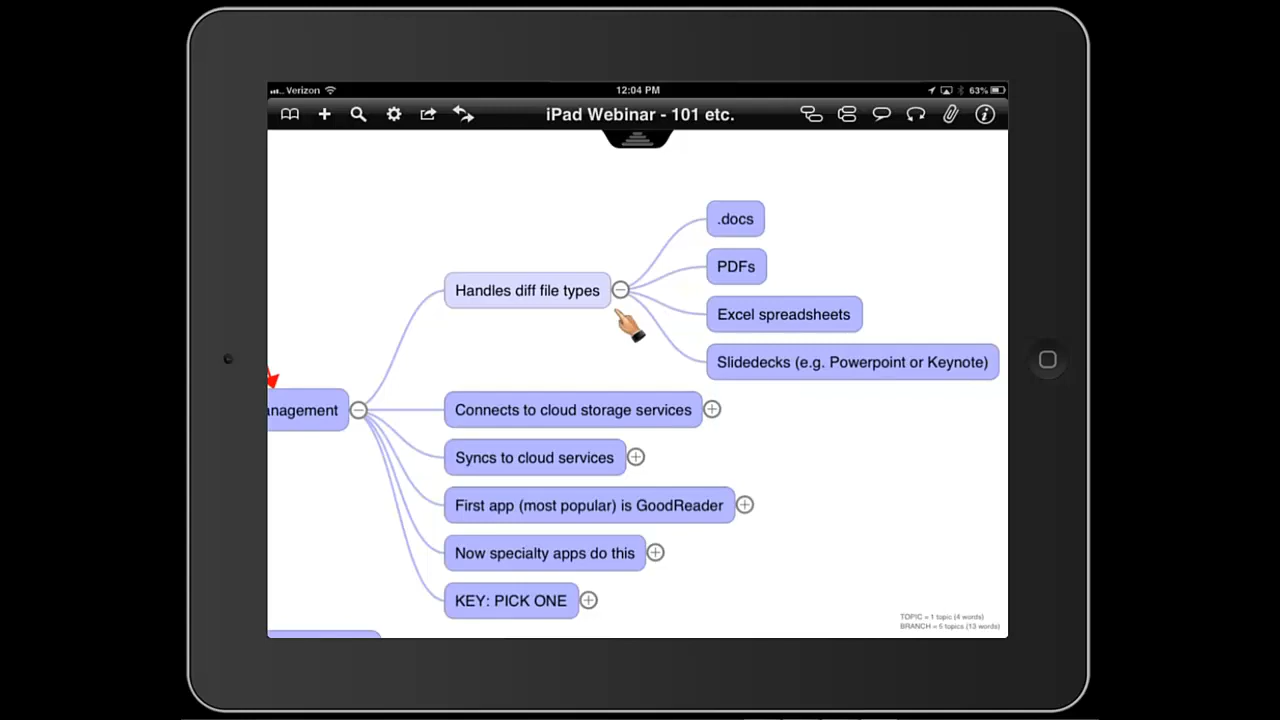 Verizon 12:04 PM 63%
iPad Webinar - 101 etc.
.docs
PDFs
Handles diff file types
Excel spreadsheets
Slidedecks (e.g. Powerpoint or Keynote)
anagement
Connects to cloud storage services
Syncs to cloud services
First app (most popular) is GoodReader
Now specialty apps do this
KEY: PICK ONE
TOPIC = 1 topic (4 words)
BRANCH = 5 topics (13 words)